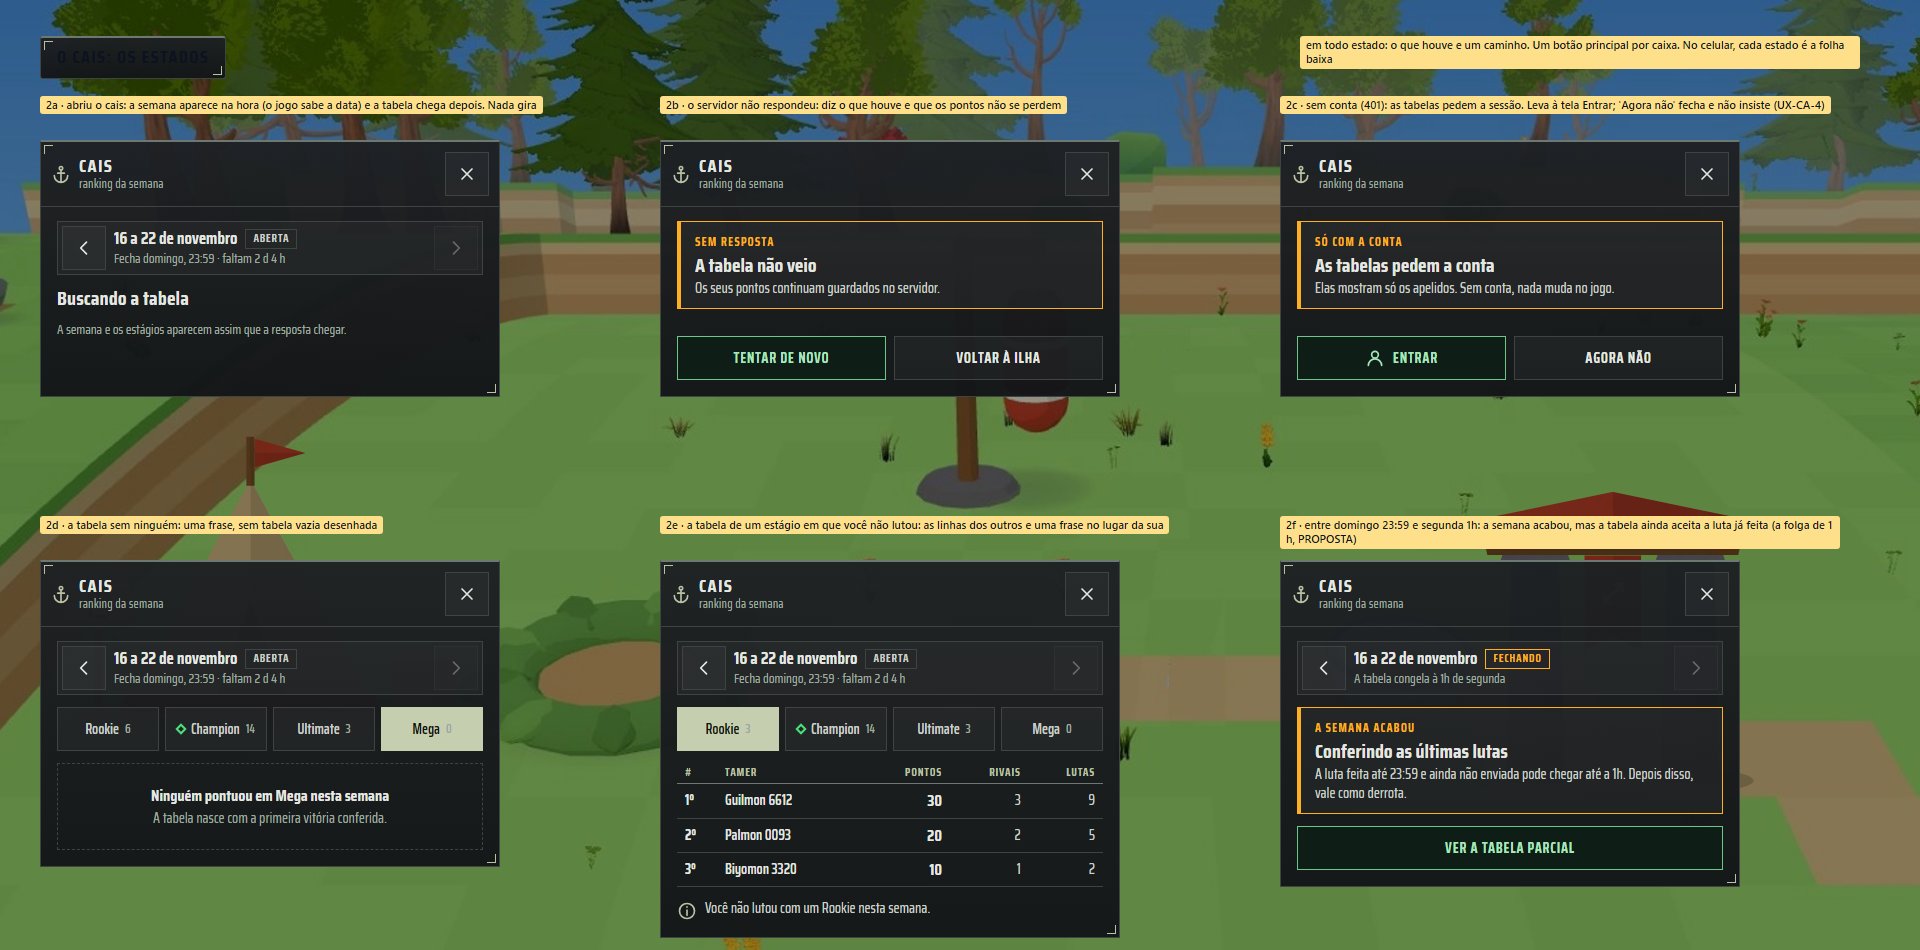 O CAIS: OS ESTADOS
em todo estado: o que houve e um caminho. Um botão principal por caixa. No celular, cada estado é a folha
baixa
2a · abriu o cais: a semana aparece na hora (o jogo sabe a data) e a tabela chega depois. Nada gira
2b · o servidor não respondeu: diz o que houve e que os pontos não se perdem
2c · sem conta (401): as tabelas pedem a sessão. Leva à tela Entrar; 'Agora não' fecha e não insiste (UX-CA-4)
CAIS
ranking da semana
16 a 22 de novembro ABERTA
Fecha domingo, 23:59 · faltam 2 d 4 h
Buscando a tabela
A semana e os estágios aparecem assim que a resposta chegar.
CAIS
ranking da semana
SEM RESPOSTA
A tabela não veio
Os seus pontos continuam guardados no servidor.
TENTAR DE NOVO VOLTAR À ILHA
CAIS
ranking da semana
SÓ COM A CONTA
As tabelas pedem a conta
Elas mostram só os apelidos. Sem conta, nada muda no jogo.
ENTRAR AGORA NÃO
2d · a tabela sem ninguém: uma frase, sem tabela vazia desenhada
2e · a tabela de um estágio em que você não lutou: as linhas dos outros e uma frase no lugar da sua
2f · entre domingo 23:59 e segunda 1h: a semana acabou, mas a tabela ainda aceita a luta já feita (a folga de 1
h, PROPOSTA)
CAIS
ranking da semana
16 a 22 de novembro ABERTA
Fecha domingo, 23:59 · faltam 2 d 4 h
Rookie 6 Champion 14 Ultimate 3 Mega 0
Ninguém pontuou em Mega nesta semana
A tabela nasce com a primeira vitória conferida.
CAIS
ranking da semana
16 a 22 de novembro ABERTA
Fecha domingo, 23:59 · faltam 2 d 4 h
Rookie 3 Champion 14 Ultimate 3 Mega 0
# TAMER PONTOS RIVAIS LUTAS
1º Guilmon 6612 30 3 9
2º Palmon 0093 20 2 5
3º Biyomon 3320 10 1 2
Você não lutou com um Rookie nesta semana.
CAIS
ranking da semana
16 a 22 de novembro FECHANDO
A tabela congela à 1h de segunda
A SEMANA ACABOU
Conferindo as últimas lutas
A luta feita até 23:59 e ainda não enviada pode chegar até a 1h. Depois disso,
vale como derrota.
VER A TABELA PARCIAL